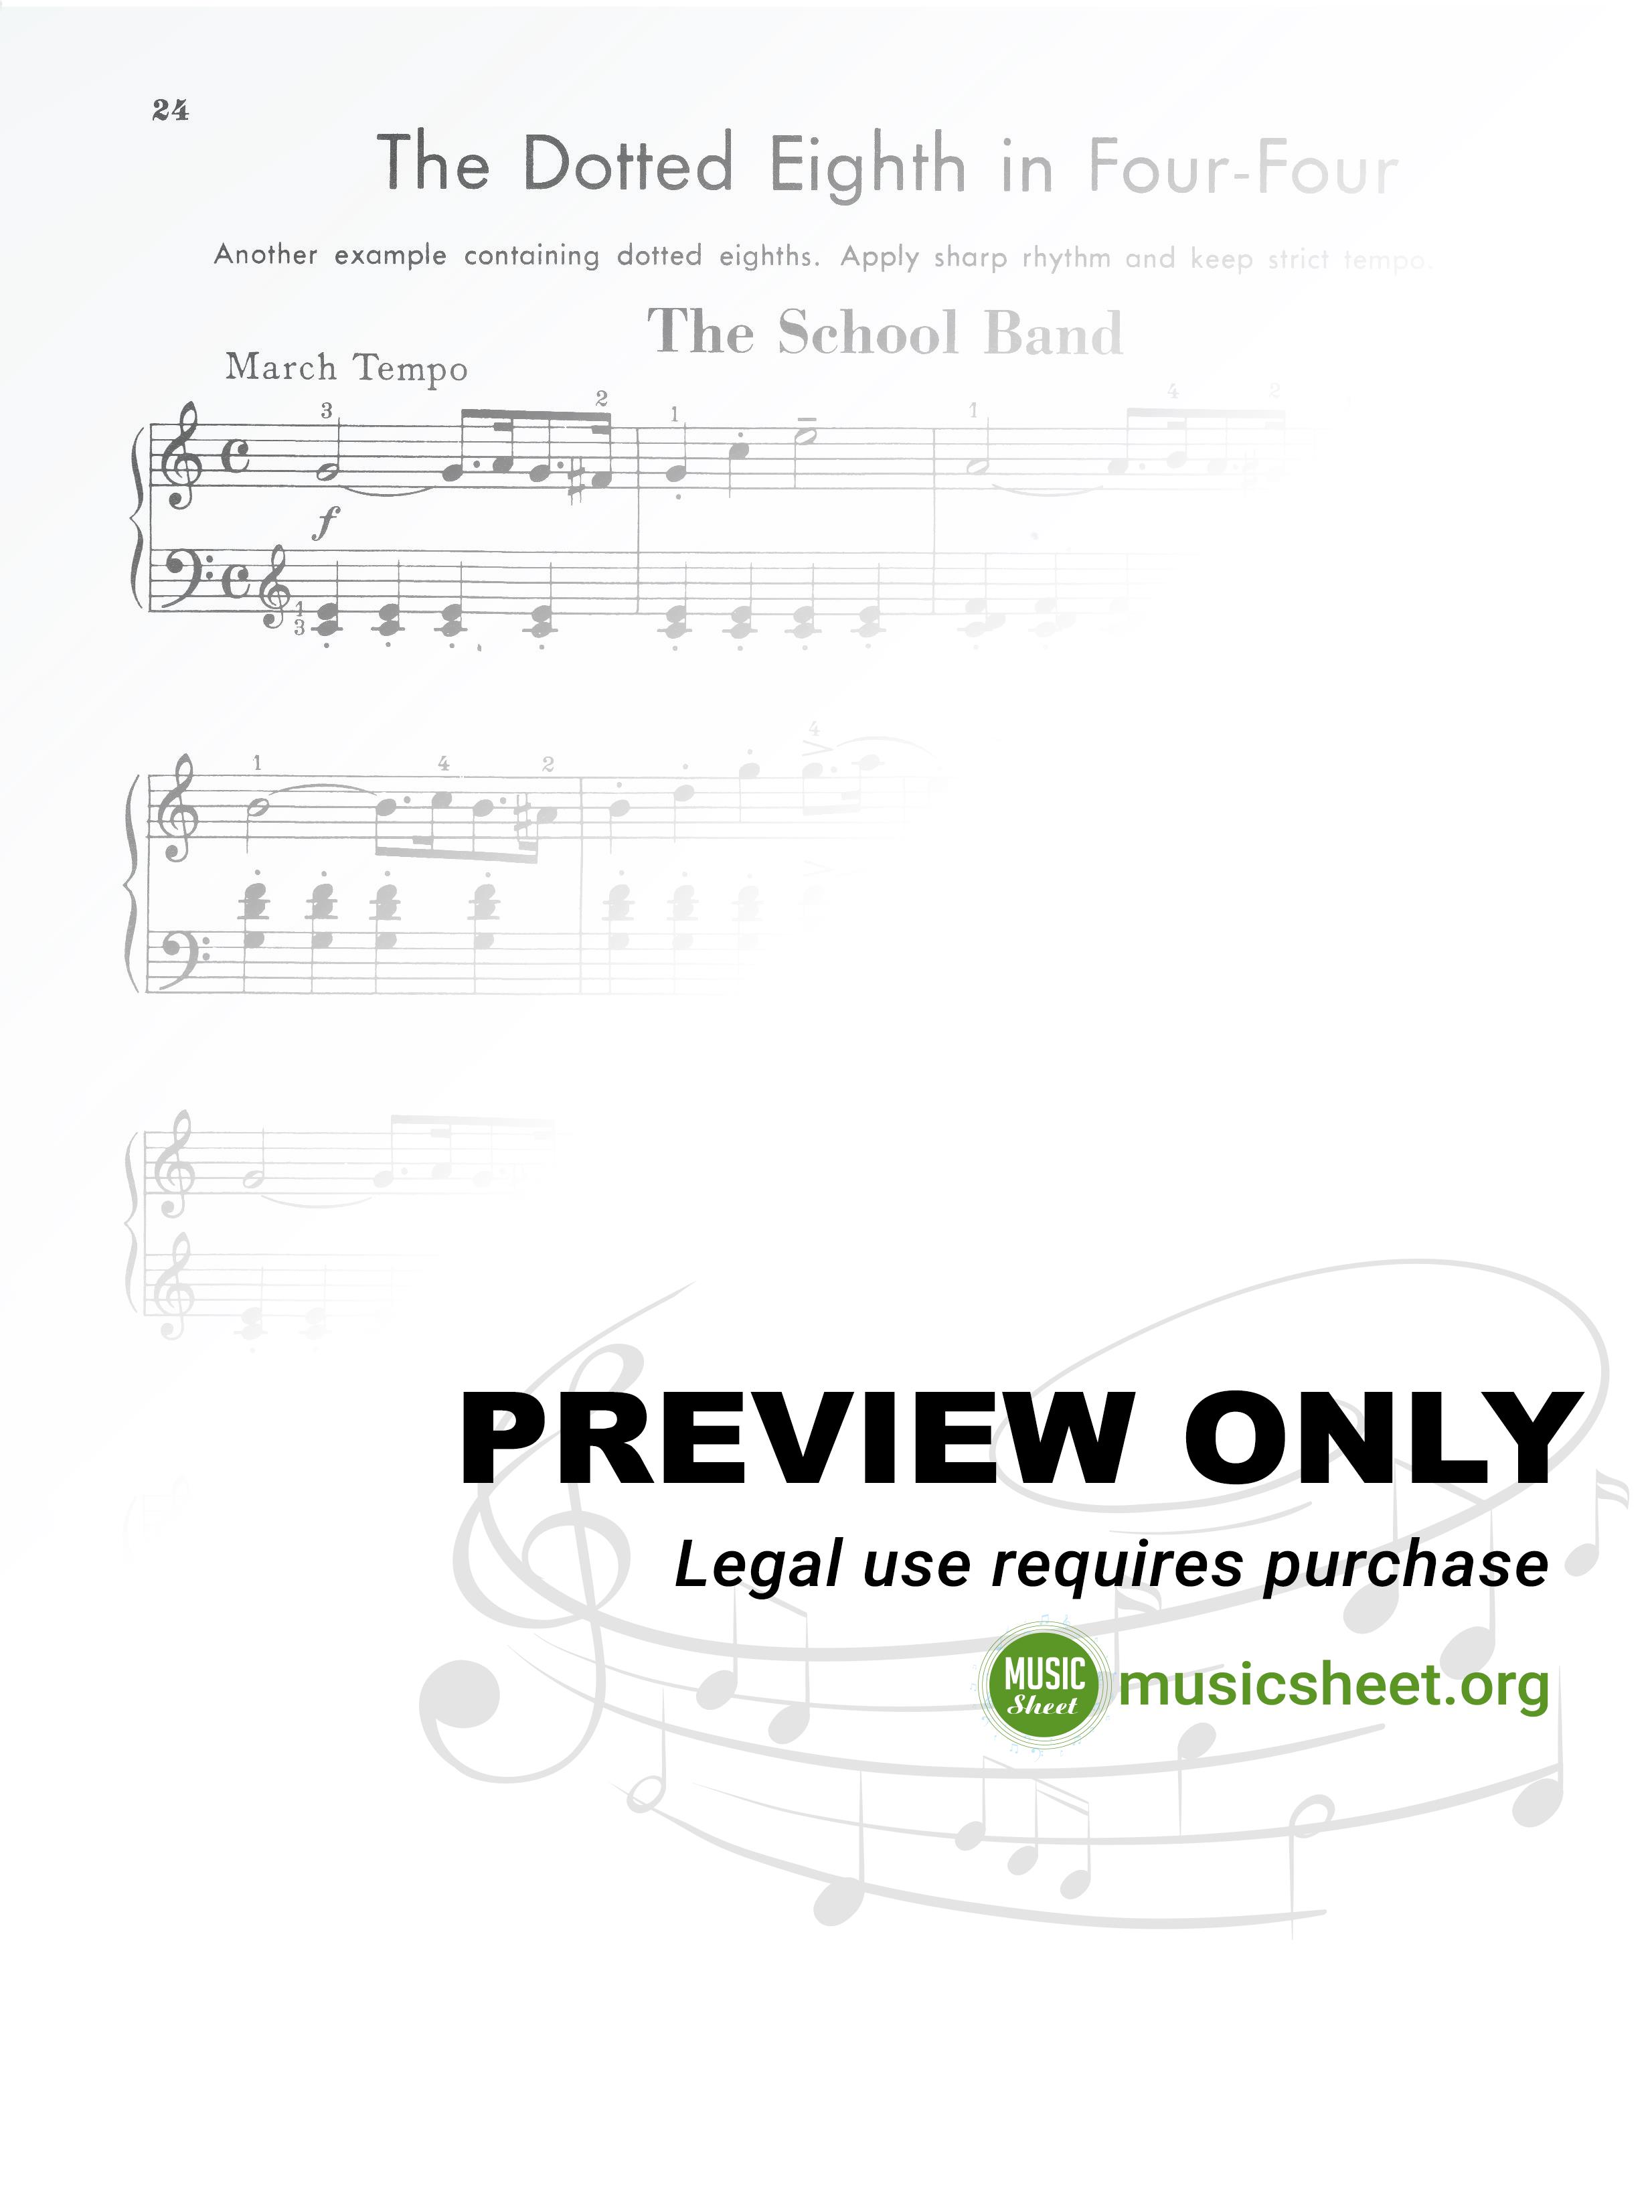 24
The Dotted Eighth in Four-Four
Another example containing dotted eighths. Apply sharp rhythm and keep strict tempo.
The School Band
March Tempo
3 2 1 1 4 2
f
1
3
1 4 2 4
PREVIEW ONLY
Legal use requires purchase
MUSIC
Sheet
musicsheet.org